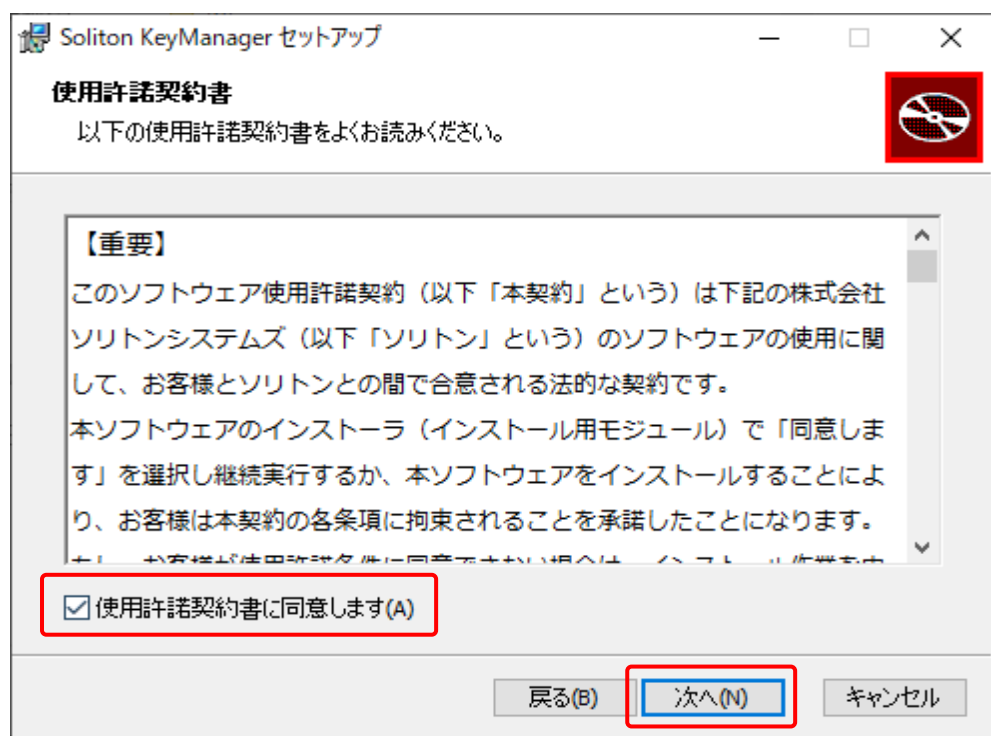 Soliton KeyManager セットアップ
使用許諾契約書
以下の使用許諾契約書をよくお読みください。
【重要】
このソフトウェア使用許諾契約（以下「本契約」という）は下記の株式会社
ソリトンシステムズ（以下「ソリトン」という）のソフトウェアの使用に関
して、お客様とソリトンとの間で合意される法的な契約です。
本ソフトウェアのインストーラ（インストール用モジュール）で「同意しま
す」を選択し継続実行するか、本ソフトウェアをインストールすることによ
り、お客様は本契約の各条項に拘束されることを承諾したことになります。
使用許諾契約書に同意します(A)
戻る(B)
次へ(N)
キャンセル